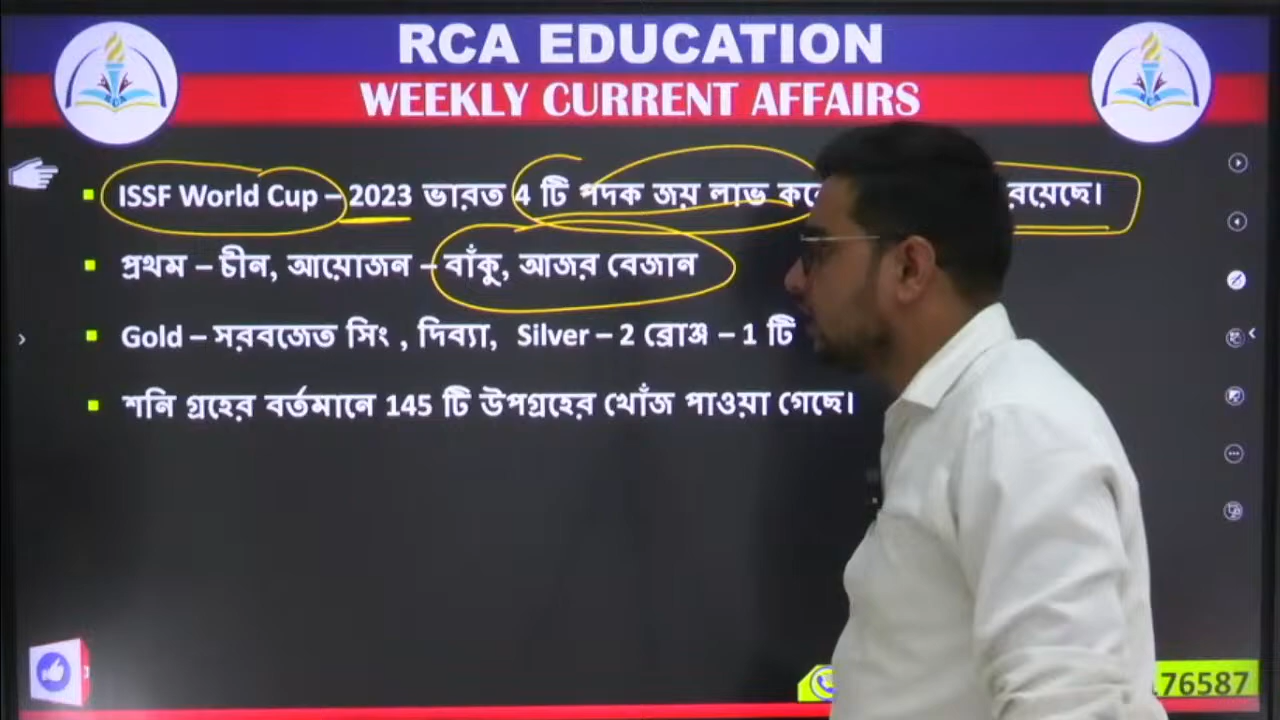 RCA EDUCATION
WEEKLY CURRENT AFFAIRS
ISSF World Cup – 2023 ভারত 4 টি পদক জয় লাভ রয়েছে।
প্রথম – চীন, আয়োজন – বাঁকু, আজর বেজান
Gold – সরবজেত সিং , দিব্যা, Silver – 2 ব্রোঞ্জ – 1 টি
শনি গ্রহের বর্তমানে 145 টি উপগ্রহের খোঁজ পাওয়া গেছে।
76587